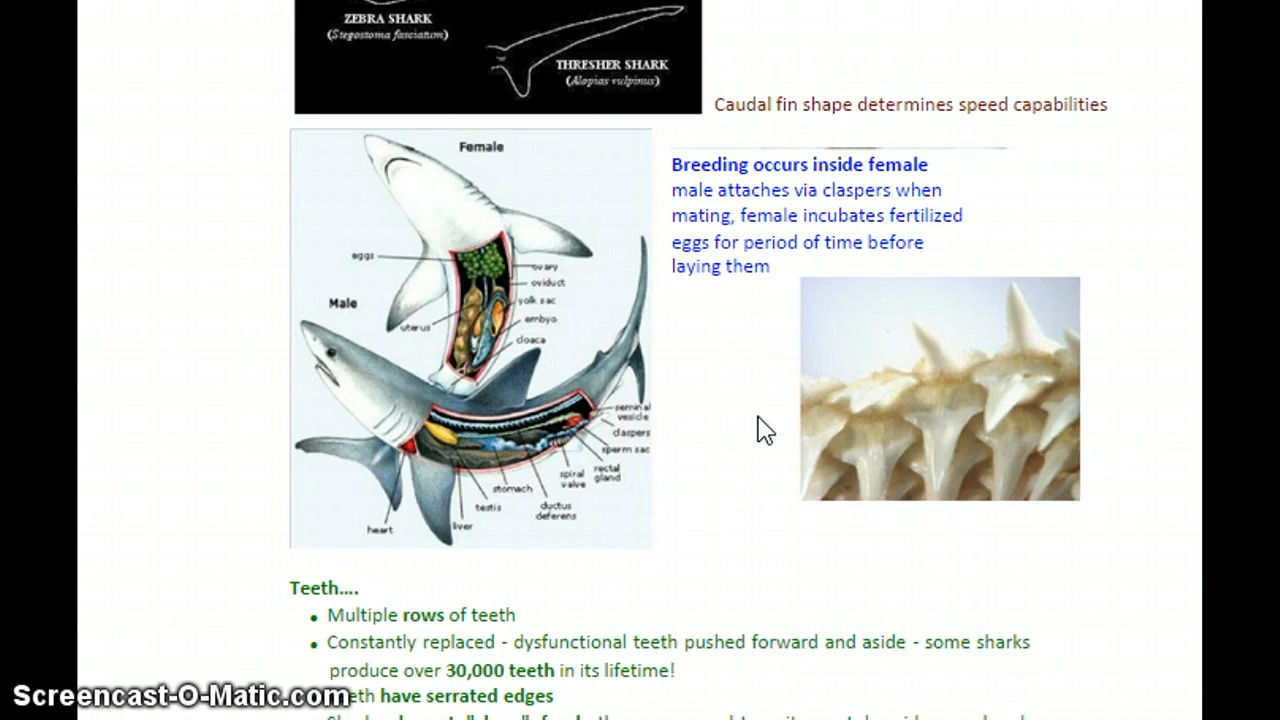 ZEBRA SHARK
(Stegostoma fasciatum)
THRESHER SHARK
(Alopias vulpinus)
Caudal fin shape determines speed capabilities
Female
Breeding occurs inside female
male attaches via claspers when
mating, female incubates fertilized
eggs for period of time before
laying them
eggs
ovary
oviduct
yolk sac
Male
uterus
embyo
cloaca
seminal
vesicle
claspers
sperm sac
rectal
gland
spiral
valve
stomach
testis
ductus
deferens
liver
heart
Teeth....
• Multiple rows of teeth
• Constantly replaced - dysfunctional teeth pushed forward and aside - some sharks
produce over 30,000 teeth in its lifetime!
have serrated edges
Screencast-O-Matic.com